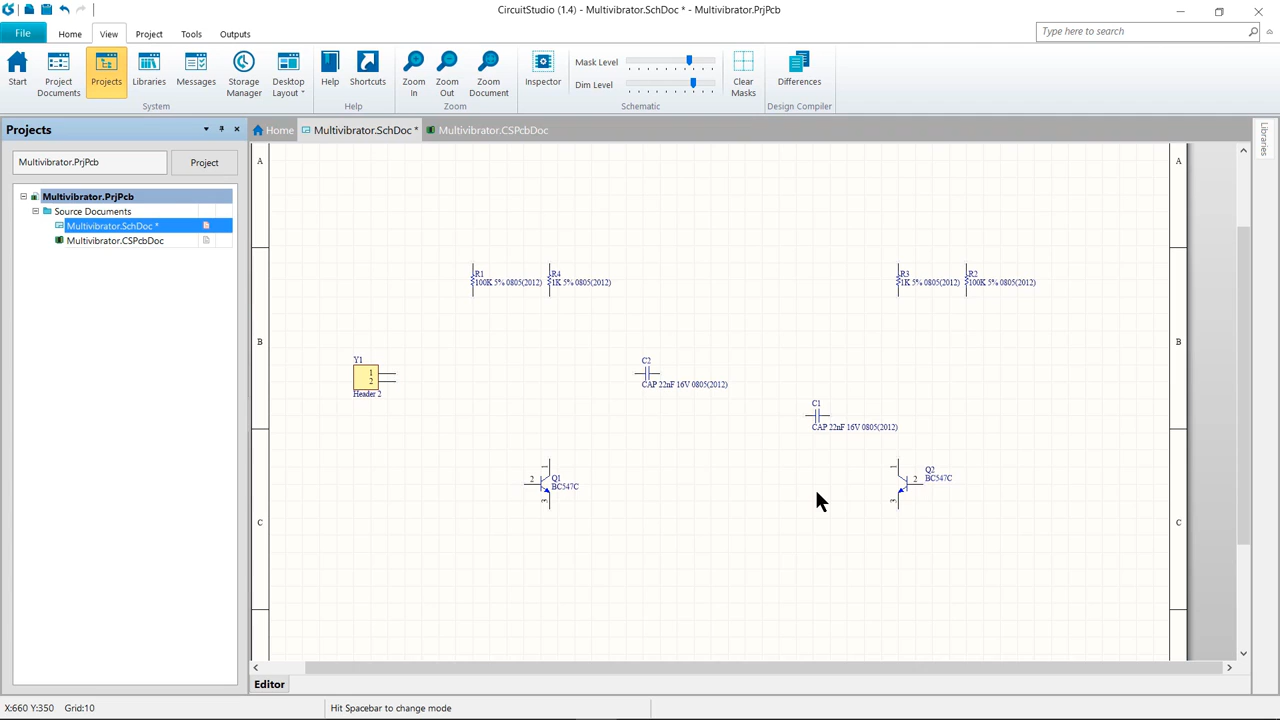 CircuitStudio (1.4) - Multivibrator.SchDoc * - Multivibrator.PrjPcb
File Home View Project Tools Outputs
Type here to search
Start Project Documents Projects Libraries Messages Storage Manager Desktop Layout
System
Help Shortcuts
Help
Zoom In Zoom Out Zoom Document
Zoom
Inspector
Mask Level
Dim Level
Clear Masks
Schematic
Differences
Design Compiler
Projects
Home Multivibrator.SchDoc * Multivibrator.CSPcbDoc
Libraries
Multivibrator.PrjPcb
Project
Multivibrator.PrjPcb
Source Documents
Multivibrator.SchDoc *
Multivibrator.CSPcbDoc
A A
R1
100K 5% 0805(2012)
R4
1K 5% 0805(2012)
R3
1K 5% 0805(2012)
R2
100K 5% 0805(2012)
B B
Y1
1
2
Header 2
C2
CAP 22nF 16V 0805(2012)
C1
CAP 22nF 16V 0805(2012)
1
2
3
Q1
BC547C
1
2
3
Q2
BC547C
C C
Editor
X:660 Y:350 Grid:10
Hit Spacebar to change mode